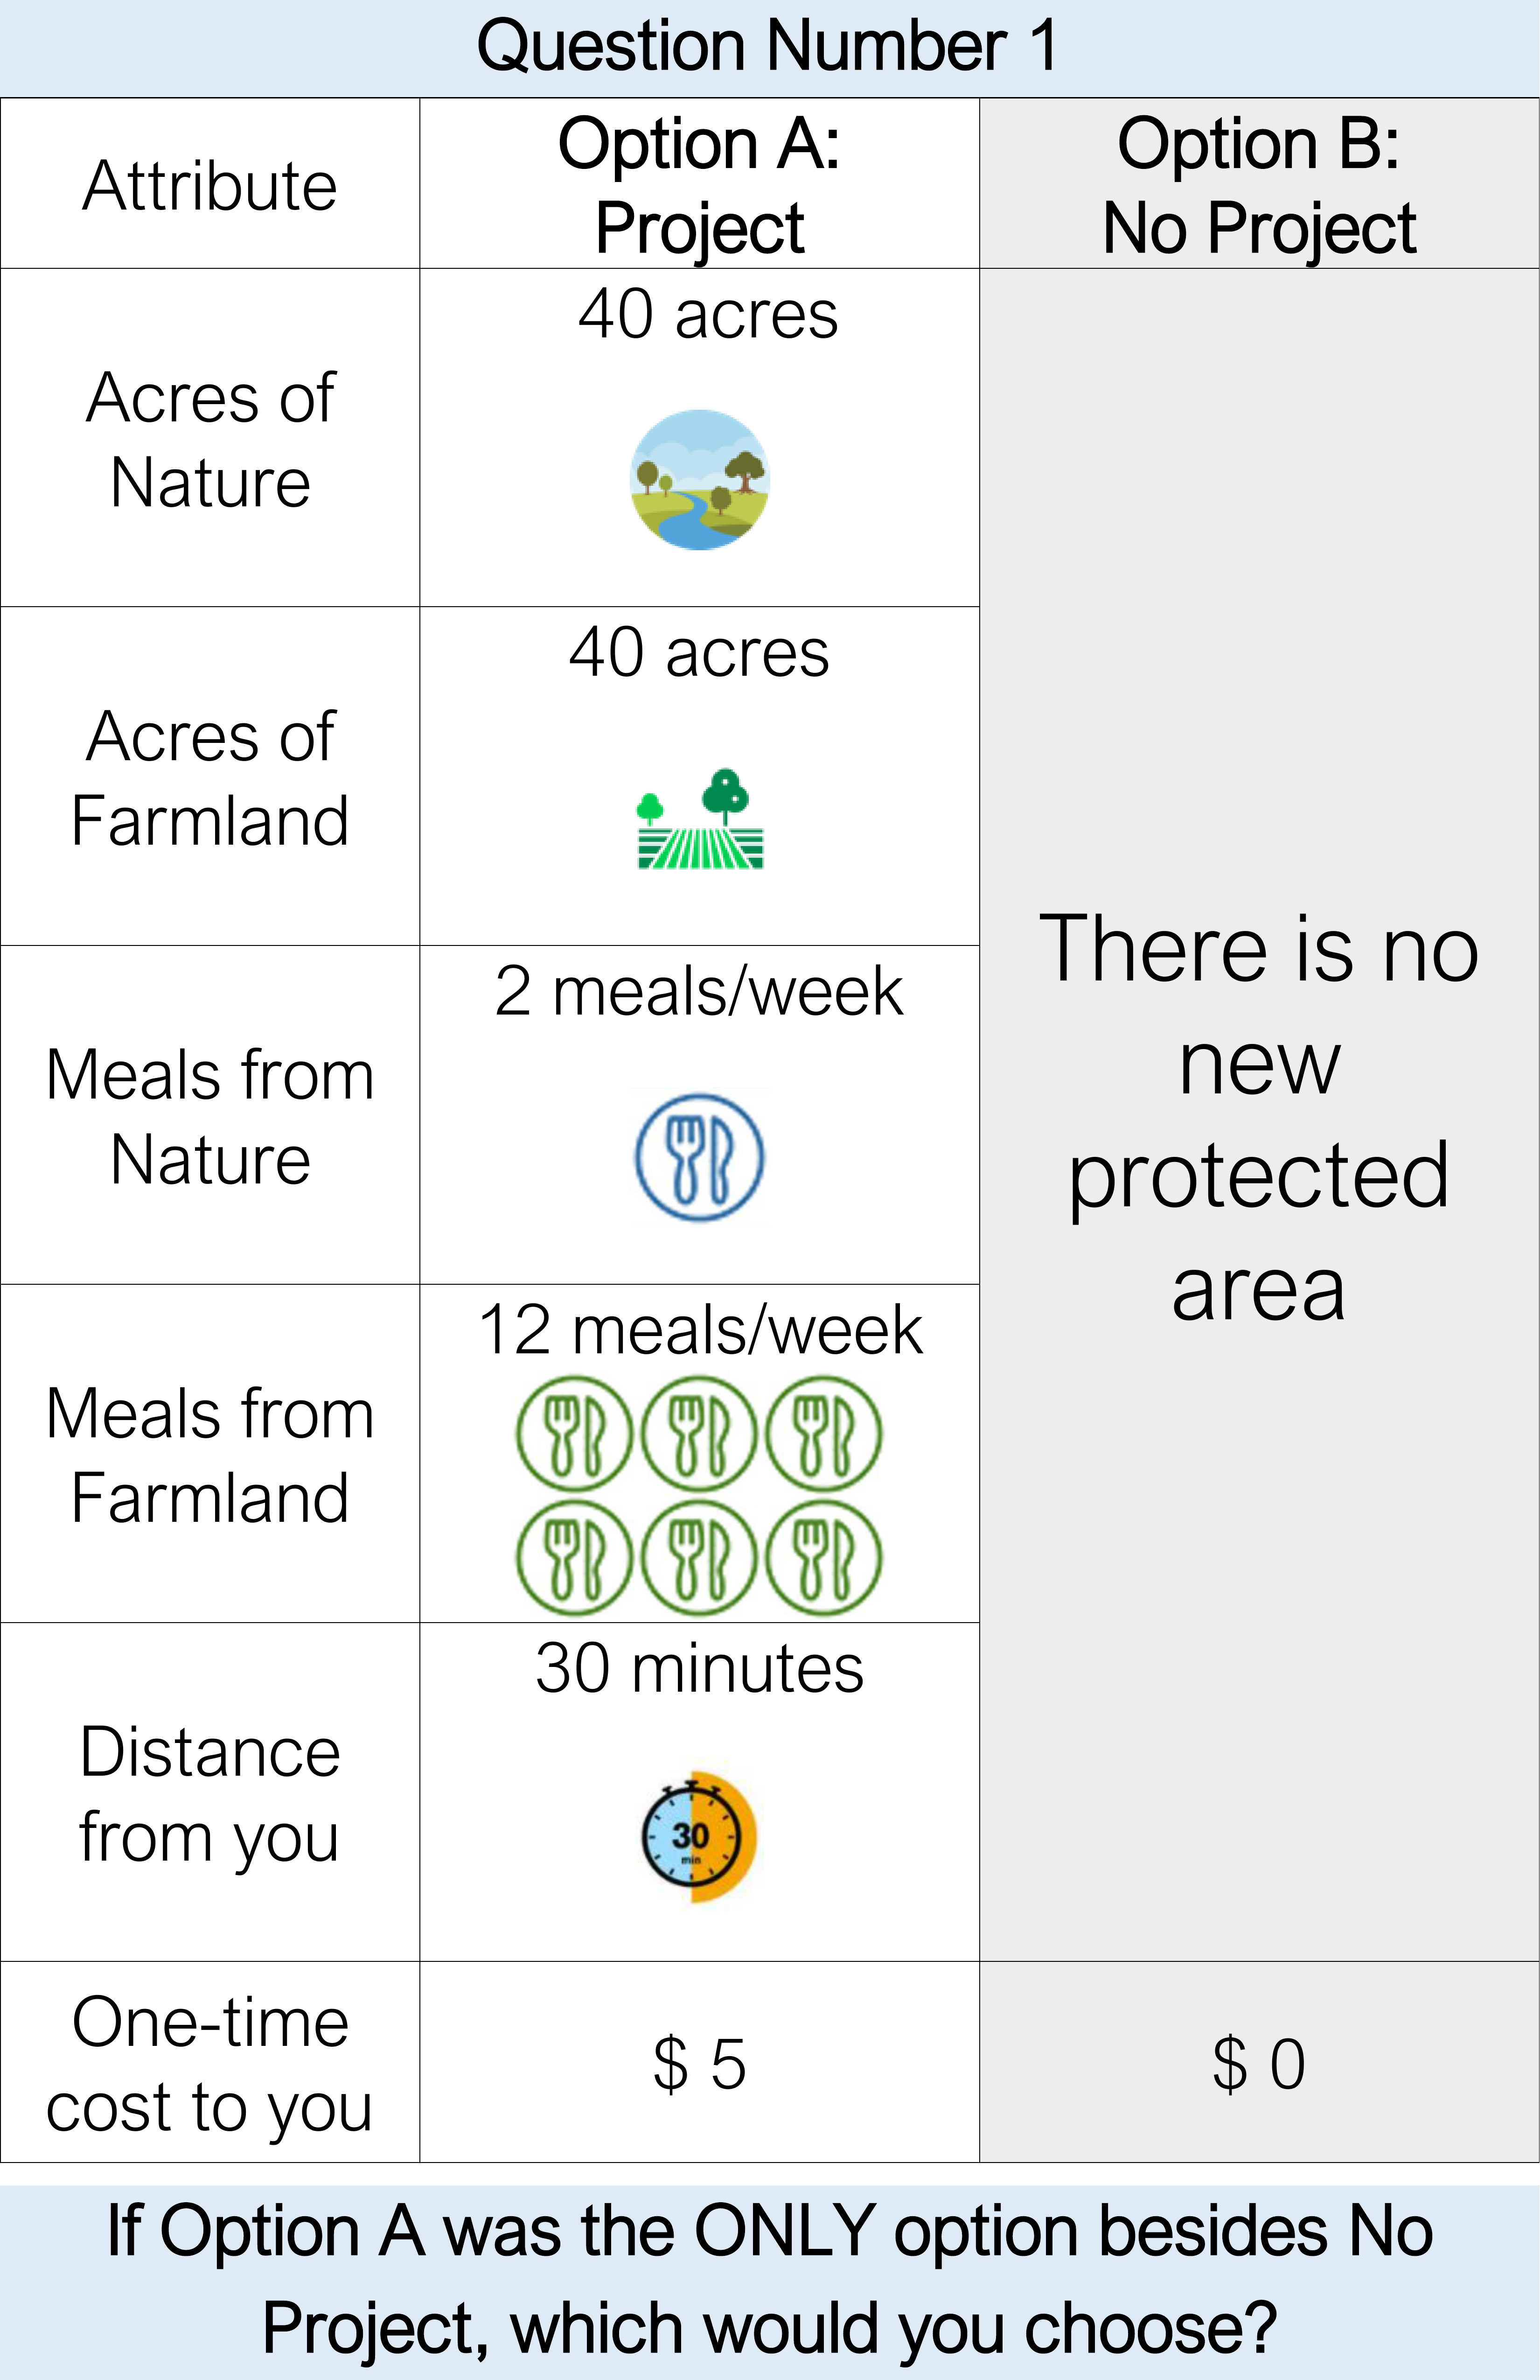 Question Number 1
Attribute
Option A:
Project
Option B:
No Project
Acres of
Nature
40 acres
Acres of
Farmland
40 acres
Meals from
Nature
2 meals/week
Meals from
Farmland
12 meals/week
Distance
from you
30 minutes
30
min
There is no
new
protected
area
One-time
cost to you
$ 5
$ 0
If Option A was the ONLY option besides No
Project, which would you choose?